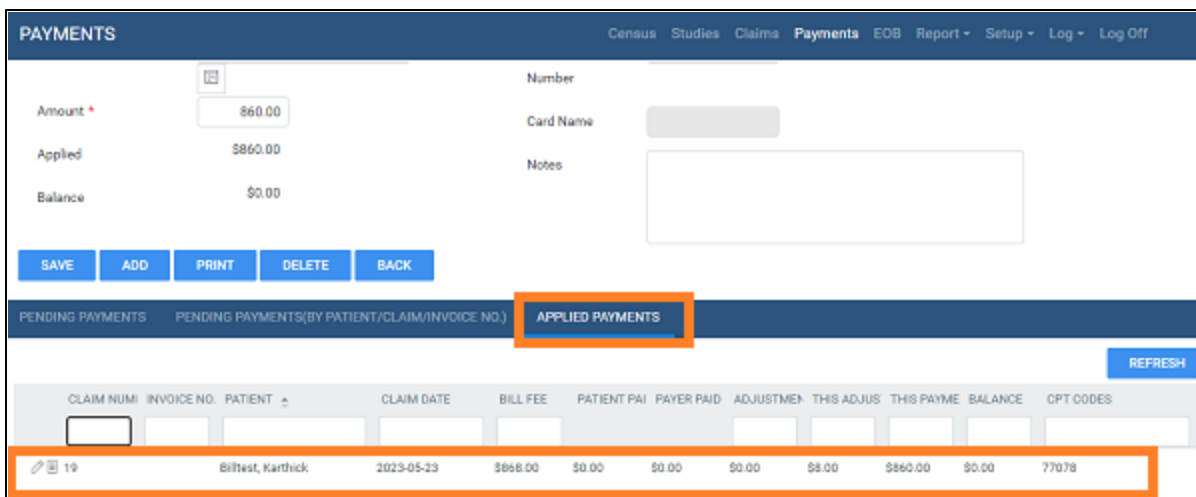 PAYMENTS Census Studies Claims Payments EOB Report Setup Log Log Off
Number
Amount * 860.00
Card Name
Applied $860.00
Notes
Balance $0.00
SAVE ADD PRINT DELETE BACK
PENDING PAYMENTS PENDING PAYMENTS(BY PATIENT/CLAIM/INVOICE NO.) APPLIED PAYMENTS
REFRESH
CLAIM NUMI INVOICE NO. PATIENT CLAIM DATE BILL FEE PATIENT PAI PAYER PAID ADJUSTMEN THIS ADJUS THIS PAYME BALANCE CPT CODES
19 Billtest, Karthick 2023-05-23 $868.00 $0.00 $0.00 $0.00 $8.00 $860.00 $0.00 77078